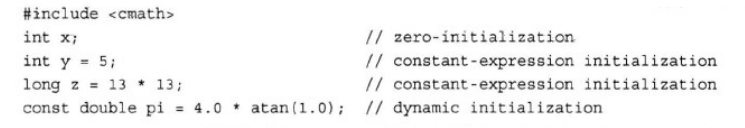 #include <cmath>
int x; // zero-initialization
int y = 5; // constant-expression initialization
long z = 13 * 13; // constant-expression initialization
const double pi = 4.0 * atan(1.0); // dynamic initialization